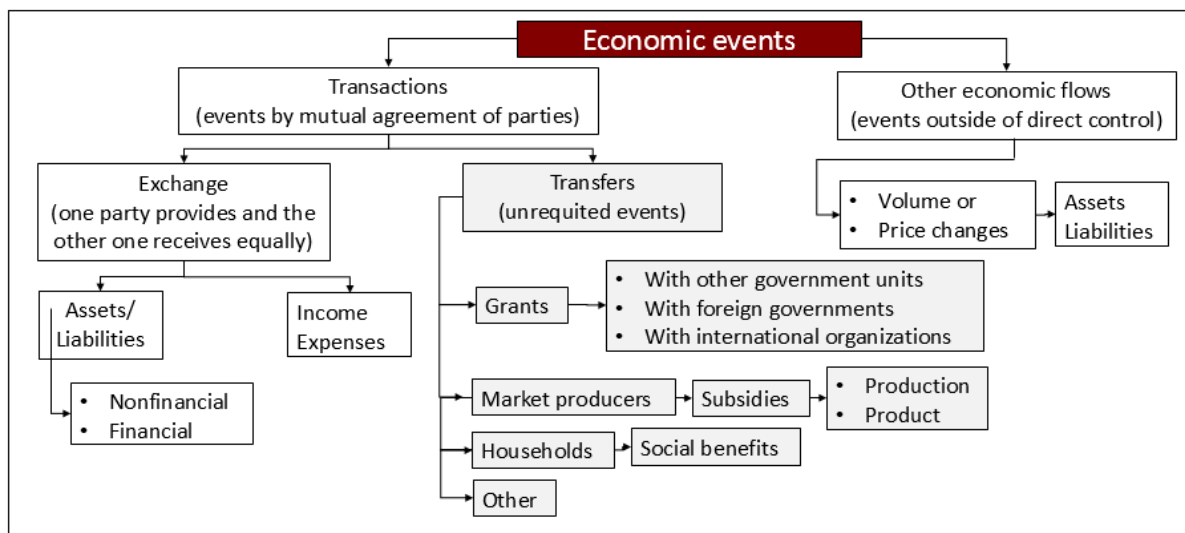 Economic events
Transactions
(events by mutual agreement of parties)
Other economic flows
(events outside of direct control)
Exchange
(one party provides and the
other one receives equally)
Transfers
(unrequited events)
• Volume or
• Price changes
Assets
Liabilities
Assets/
Liabilities
Income
Expenses
• Nonfinancial
• Financial
Grants
• With other government units
• With foreign governments
• With international organizations
Market producers
Subsidies
• Production
• Product
Households
Social benefits
Other